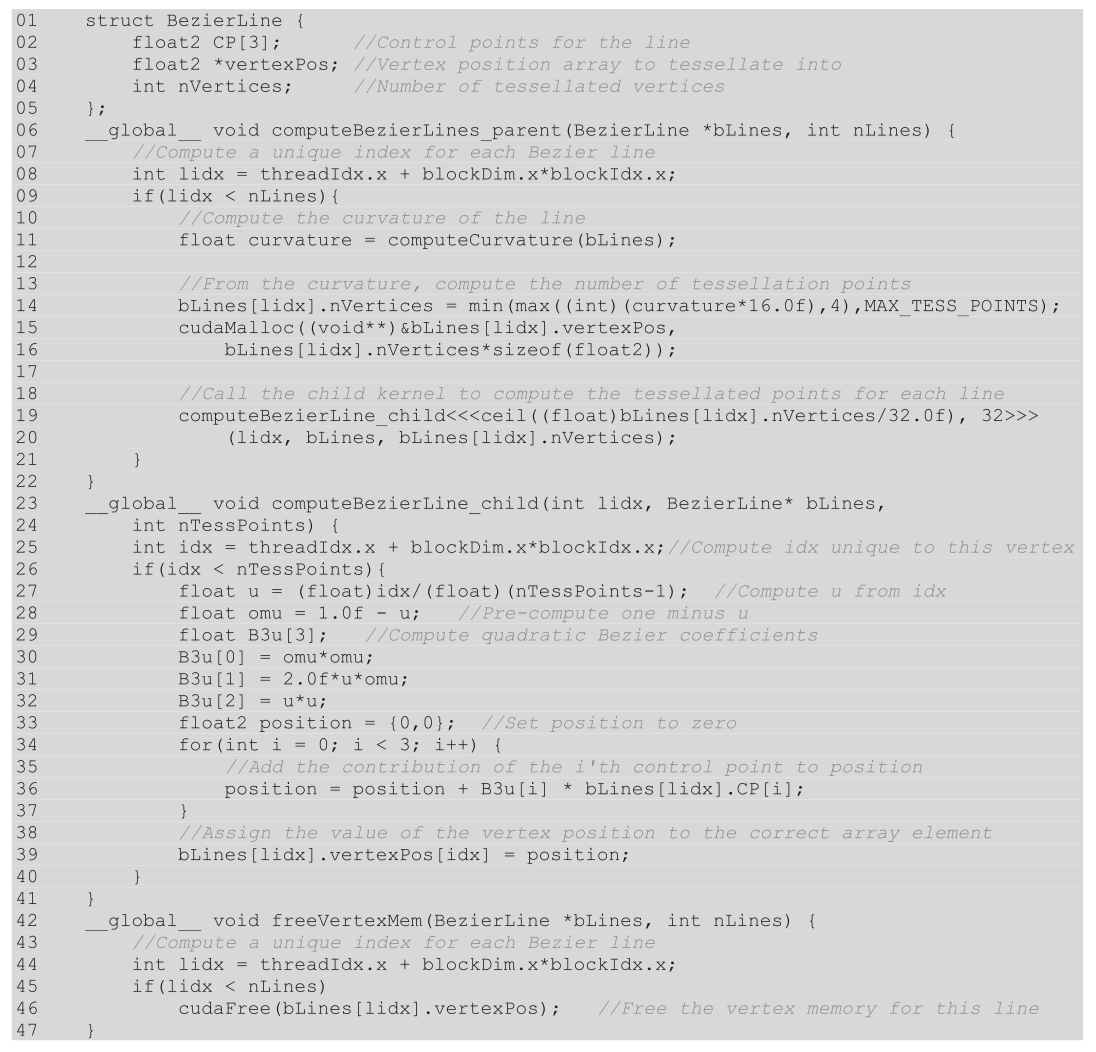 01 struct BezierLine {
02 float2 CP[3]; //Control points for the line
03 float2 *vertexPos; //Vertex position array to tessellate into
04 int nVertices; //Number of tessellated vertices
05 };
06 __global__ void computeBezierLines_parent(BezierLine *bLines, int nLines) {
07 //Compute a unique index for each Bezier line
08 int lidx = threadIdx.x + blockDim.x*blockIdx.x;
09 if(lidx < nLines){
10 //Compute the curvature of the line
11 float curvature = computeCurvature(bLines);
12
13 //From the curvature, compute the number of tessellation points
14 bLines[lidx].nVertices = min(max((int)(curvature*16.0f),4),MAX_TESS_POINTS);
15 cudaMalloc((void**)&bLines[lidx].vertexPos,
16 bLines[lidx].nVertices*sizeof(float2));
17
18 //Call the child kernel to compute the tessellated points for each line
19 computeBezierLine_child<<<ceil((float)bLines[lidx].nVertices/32.0f), 32>>>
20 (lidx, bLines, bLines[lidx].nVertices);
21 }
22 }
23 __global__ void computeBezierLine_child(int lidx, BezierLine* bLines,
24 int nTessPoints) {
25 int idx = threadIdx.x + blockDim.x*blockIdx.x;//Compute idx unique to this vertex
26 if(idx < nTessPoints){
27 float u = (float)idx/(float)(nTessPoints-1); //Compute u from idx
28 float omu = 1.0f - u; //Pre-compute one minus u
29 float B3u[3]; //Compute quadratic Bezier coefficients
30 B3u[0] = omu*omu;
31 B3u[1] = 2.0f*u*omu;
32 B3u[2] = u*u;
33 float2 position = {0,0}; //Set position to zero
34 for(int i = 0; i < 3; i++) {
35 //Add the contribution of the i'th control point to position
36 position = position + B3u[i] * bLines[lidx].CP[i];
37 }
38 //Assign the value of the vertex position to the correct array element
39 bLines[lidx].vertexPos[idx] = position;
40 }
41 }
42 __global__ void freeVertexMem(BezierLine *bLines, int nLines) {
43 //Compute a unique index for each Bezier line
44 int lidx = threadIdx.x + blockDim.x*blockIdx.x;
45 if(lidx < nLines)
46 cudaFree(bLines[lidx].vertexPos); //Free the vertex memory for this line
47 }